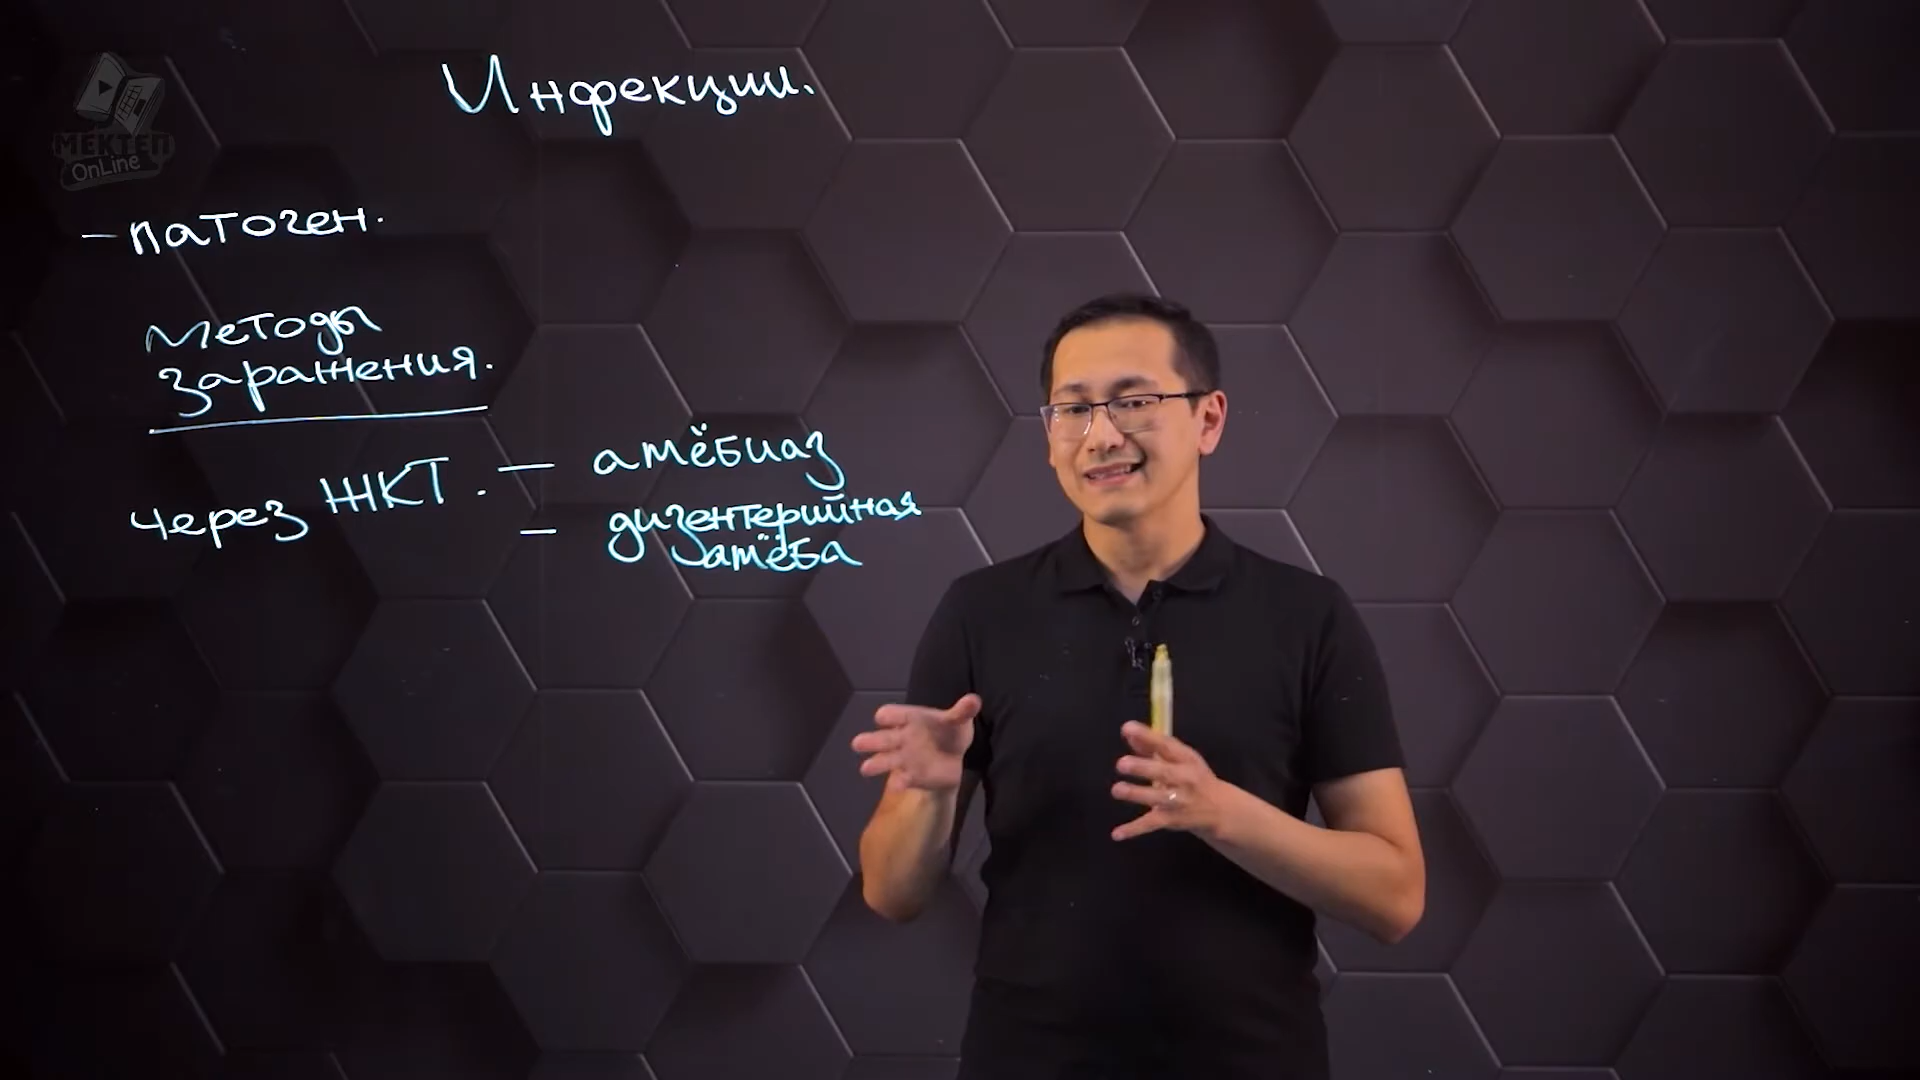 МЕКТЕП
OnLine
Инфекции.
- патоген.
Методы
заражения.
через ЖКТ. — амёбиаз
- дизентерийная
амёба